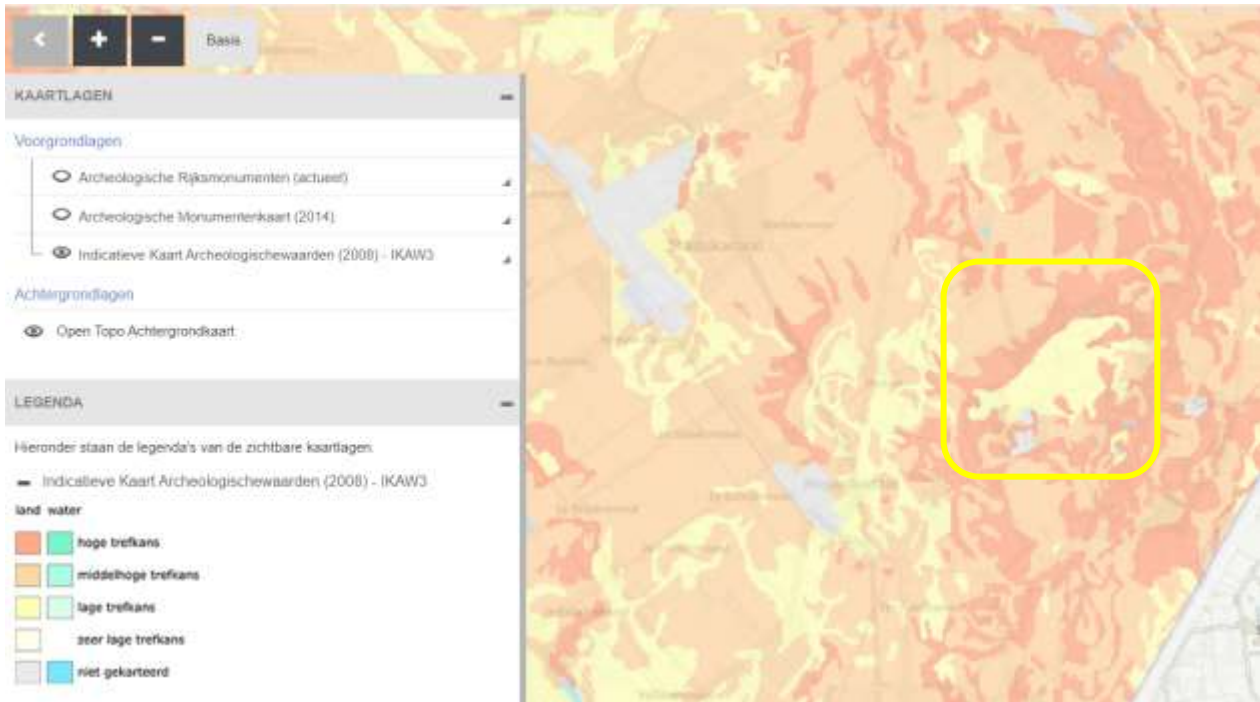 Basis
KAARTLAGEN
Voorgrondlagen
Archeologische Rijksmonumenten (actueel)
Archeologische Monumentenkaart (2014)
Indicatieve Kaart Archeologischewaarden (2008) - IKAW3
Achtergrondlagen
Open Topo Achtergrondkaart
LEGENDA
Hieronder staan de legenda's van de zichtbare kaartlagen.
Indicatieve Kaart Archeologischewaarden (2008) - IKAW3
land water
hoge trefkans
middelhoge trefkans
lage trefkans
zeer lage trefkans
niet gekarteerd